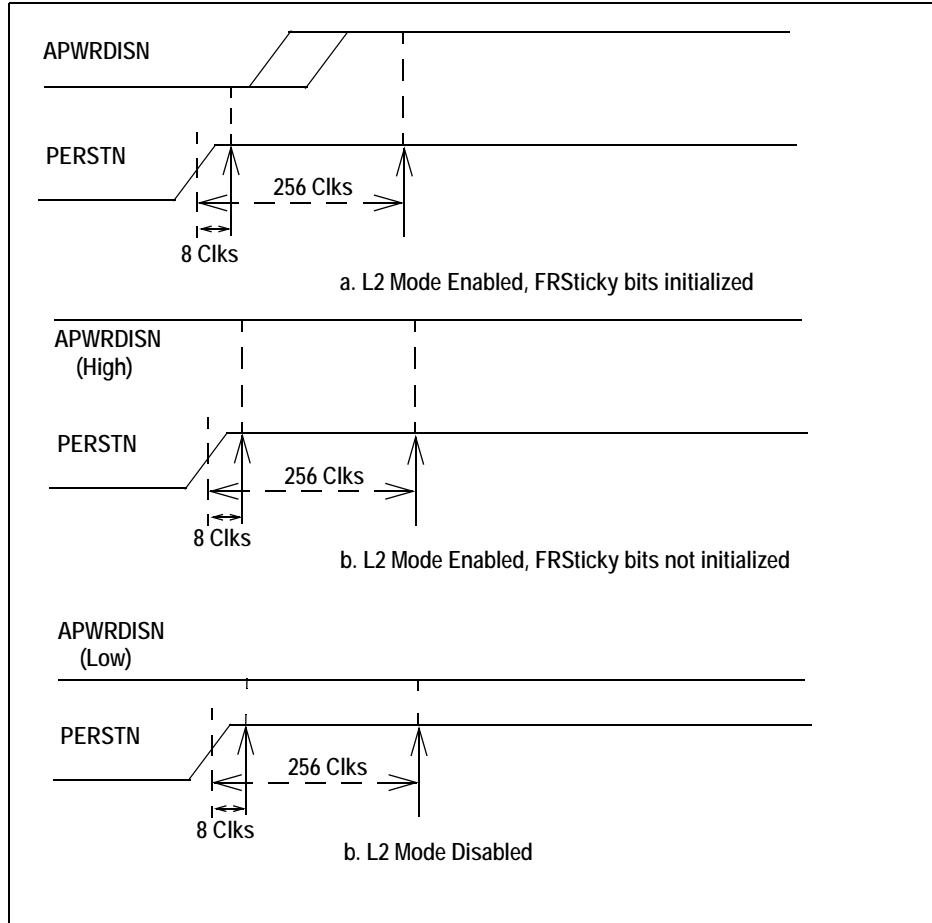 APWRDISN
PERSTN
256 Clks
8 Clks
a. L2 Mode Enabled, FRSticky bits initialized
APWRDISN
(High)
PERSTN
256 Clks
8 Clks
b. L2 Mode Enabled, FRSticky bits not initialized
APWRDISN
(Low)
PERSTN
256 Clks
8 Clks
b. L2 Mode Disabled